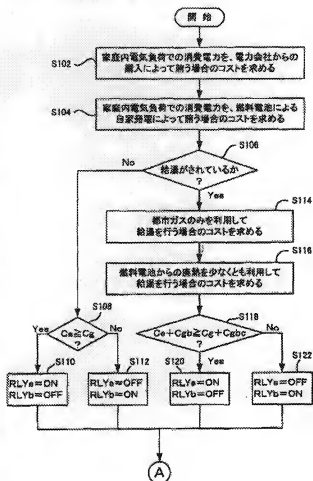 開 始
S102
家庭内電気負荷での消費電力を、電力会社からの
購入によって賄う場合のコストを求める
S104
家庭内電気負荷での消費電力を、燃料電池による
自家発電によって賄う場合のコストを求める
S106
給湯がされているか
?
No
Yes
S114
都市ガスのみを利用して
給湯を行う場合のコストを求める
S116
燃料電池からの廃熱を少なくとも利用して
給湯を行う場合のコストを求める
S108
Ce≧Cg
?
Yes
No
S118
Ce+Cgb≧Cg+Cgbc
?
Yes
No
S110
RLYa=ON
RLYb=OFF
S112
RLYa=OFF
RLYb=ON
S120
RLYa=ON
RLYb=OFF
S122
RLYa=OFF
RLYb=ON
A